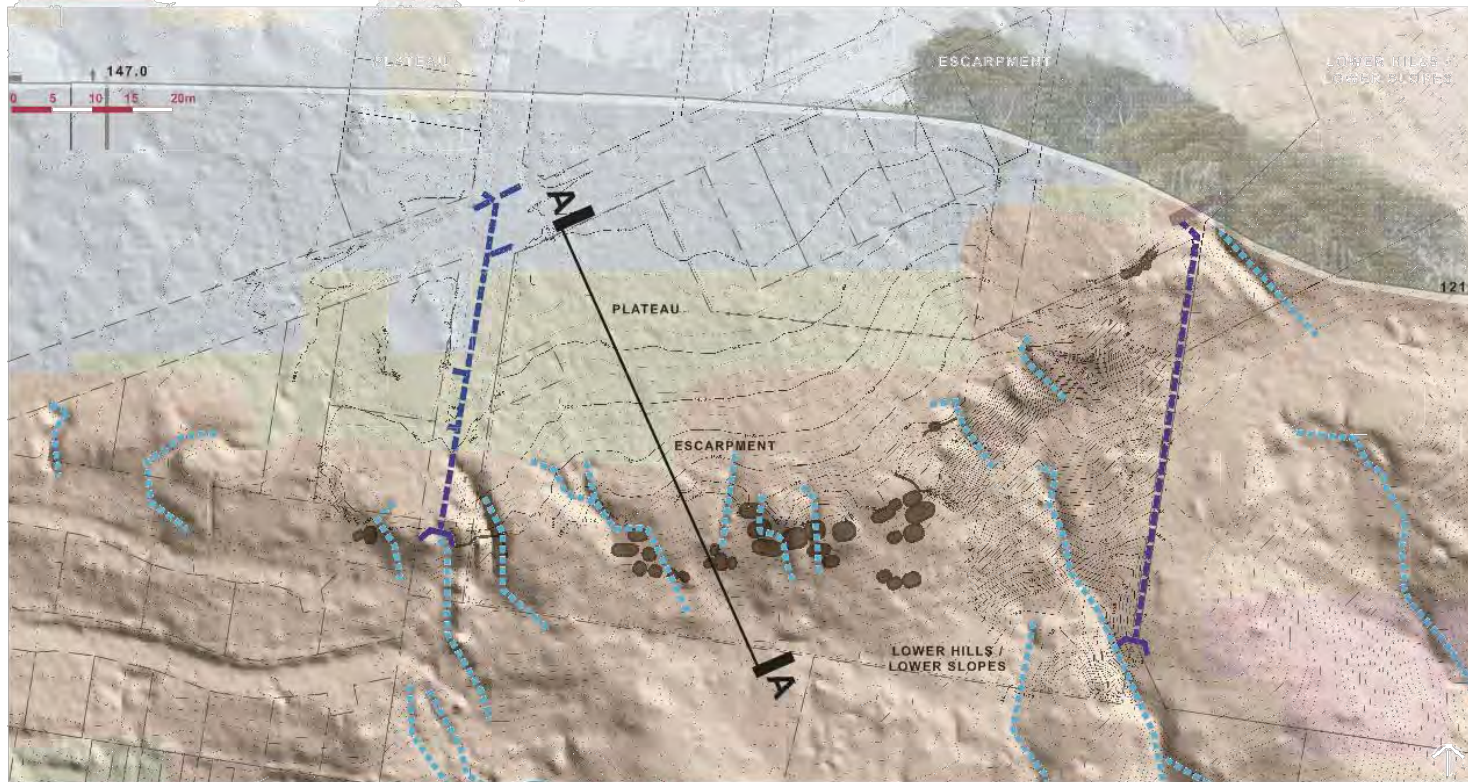 PLATEAU
ESCARPMENT
LOWER HILLS /
LOWER SLOPES
147.0
0 5 10 15 20m
A
121
PLATEAU
ESCARPMENT
LOWER HILLS /
LOWER SLOPES
A